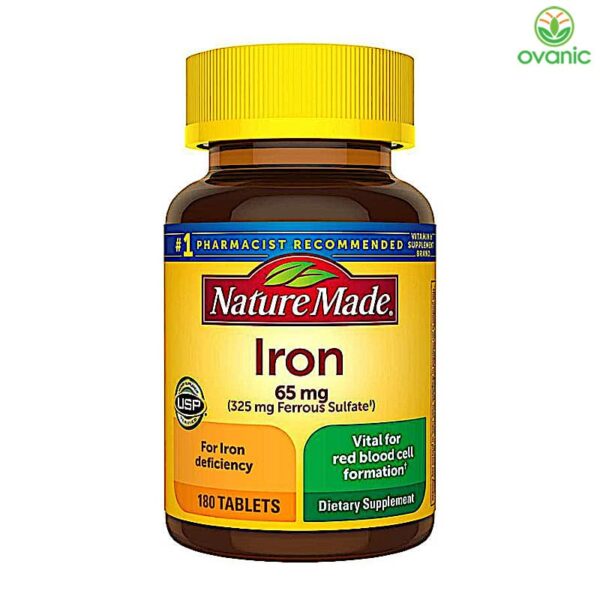 ovanic
#1 PHARMACIST RECOMMENDED
VITAMIN &
SUPPLEMENT
BRAND
Nature Made®
Iron
65 mg
(325 mg Ferrous Sulfate‡)
USP
For Iron
deficiency
Vital for
red blood cell
formation†
180 TABLETS
Dietary Supplement